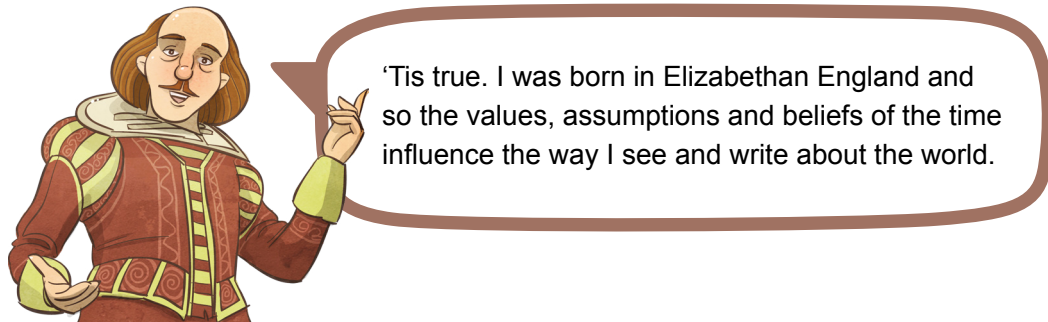 ‘Tis true. I was born in Elizabethan England and
so the values, assumptions and beliefs of the time
influence the way I see and write about the world.